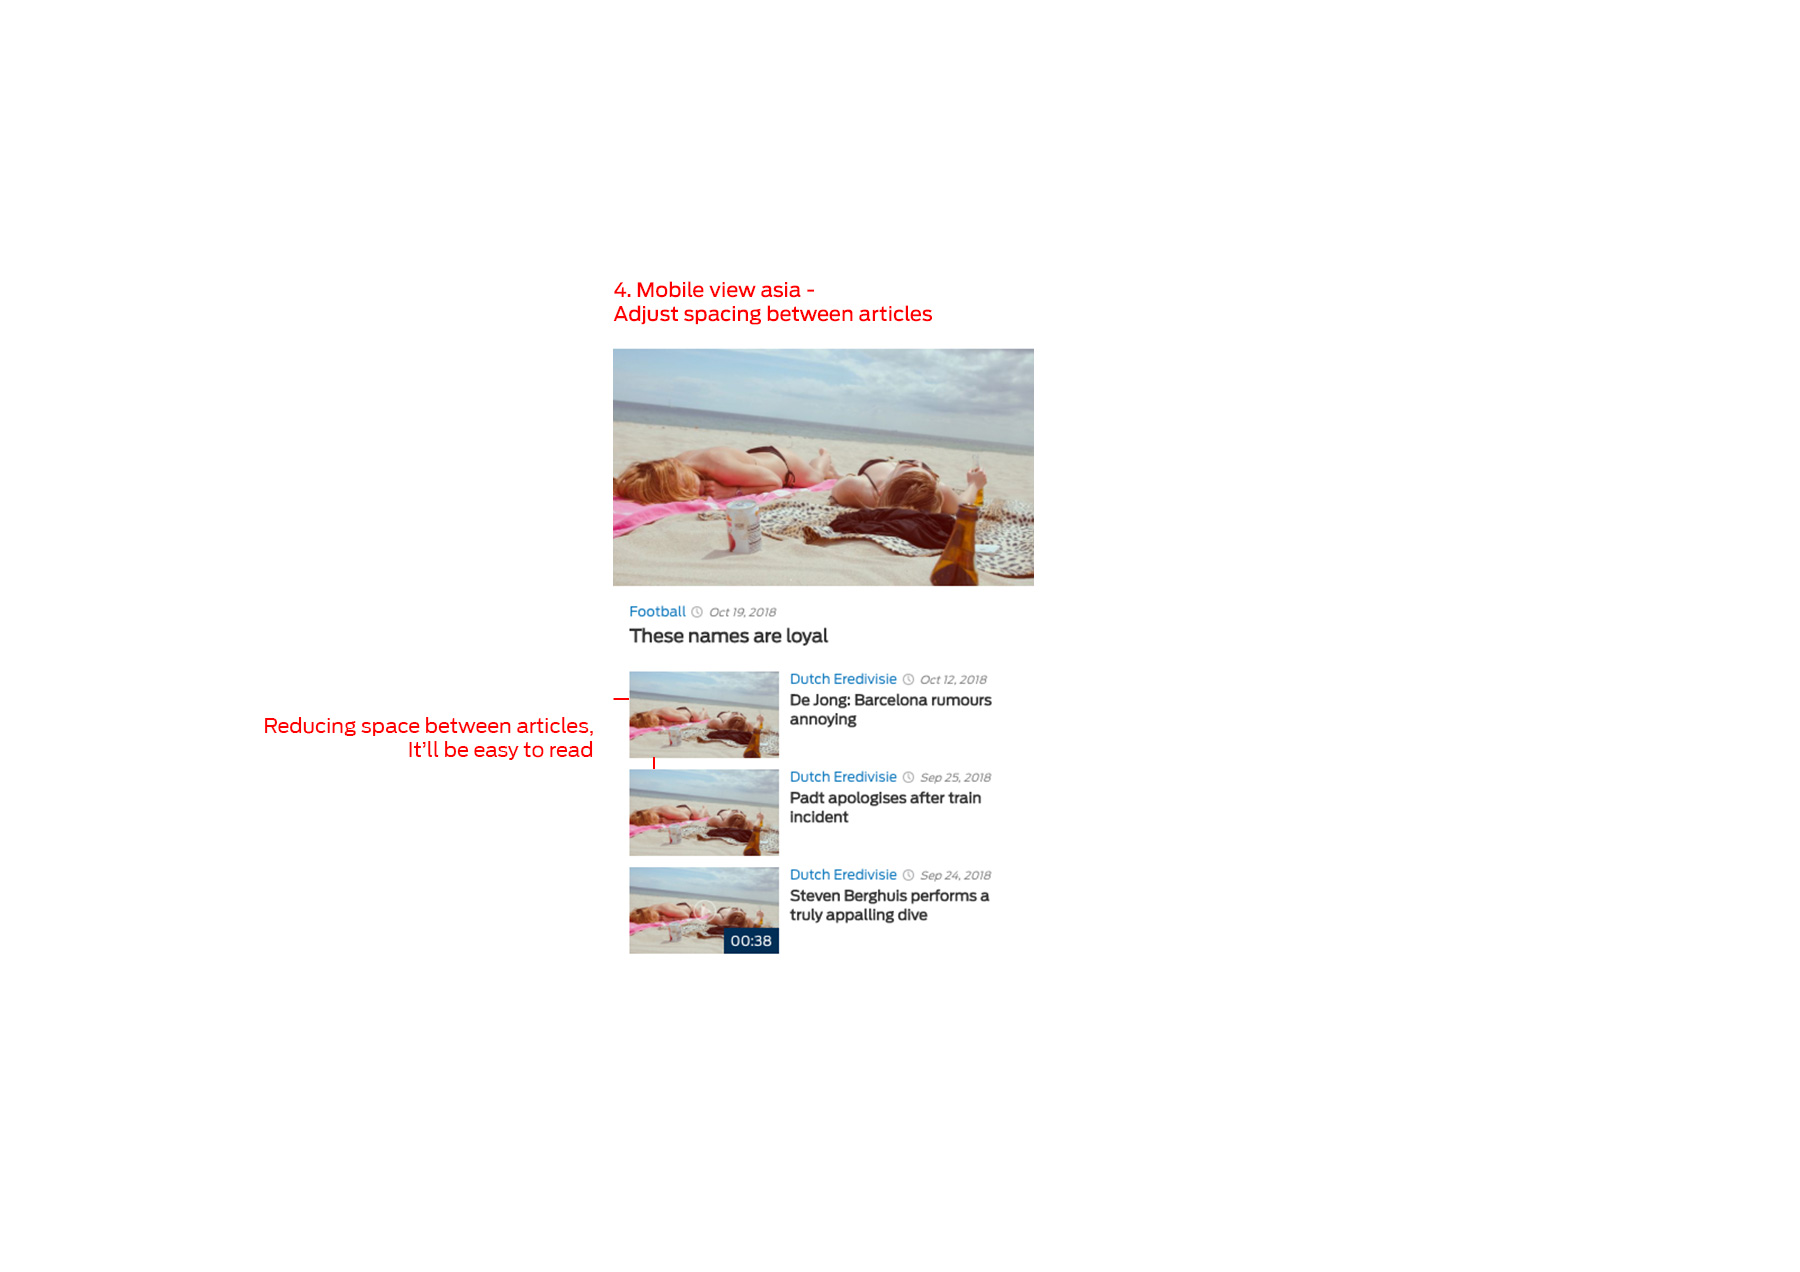 4. Mobile view asia -
Adjust spacing between articles
Football Oct 19, 2018
These names are loyal
Reducing space between articles,
It’ll be easy to read
Dutch Eredivisie Oct 12, 2018
De Jong: Barcelona rumours
annoying
Dutch Eredivisie Sep 25, 2018
Padt apologises after train
incident
Dutch Eredivisie Sep 24, 2018
Steven Berghuis performs a
truly appalling dive
00:38